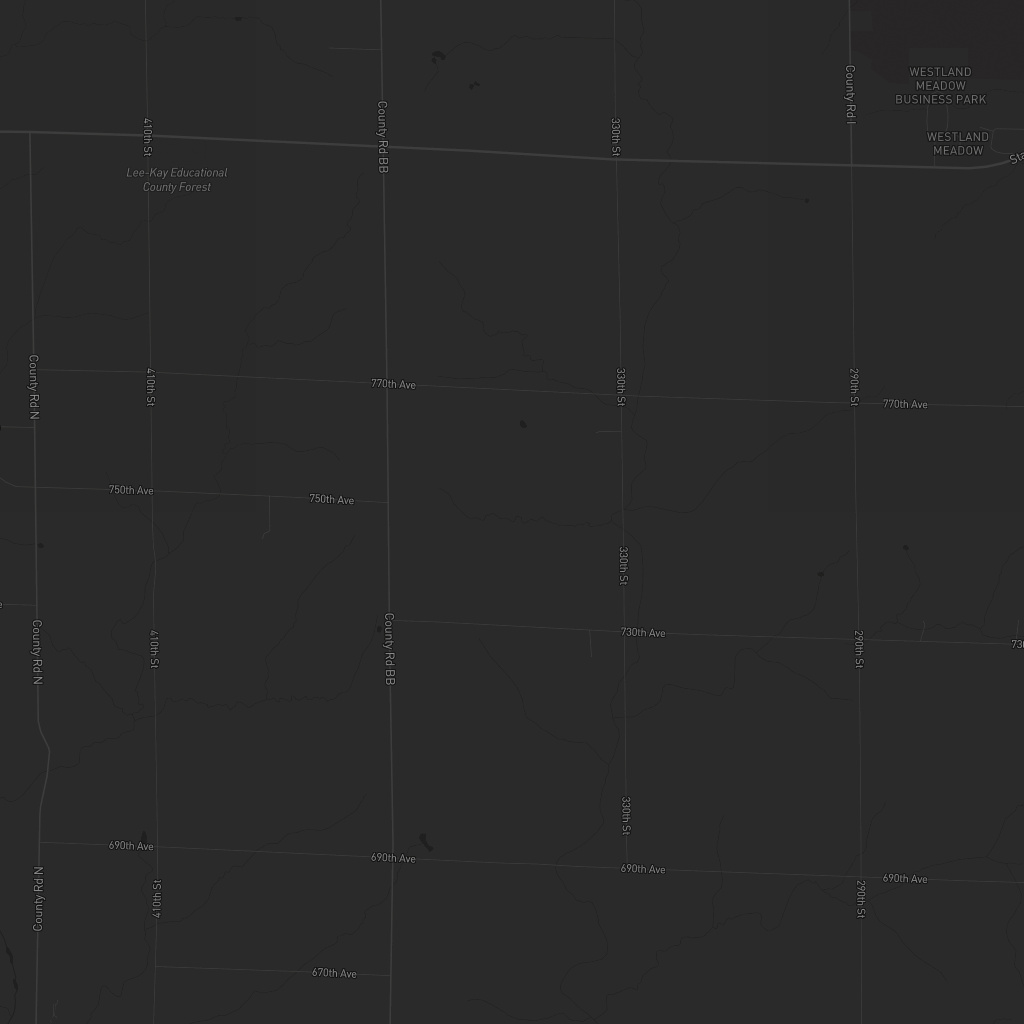 WESTLAND
MEADOW
BUSINESS PARK
County Rd I
410th St
County Rd BB
330th St
WESTLAND
MEADOW
Sta
Lee-Kay Educational
County Forest
County Rd N
410th St
770th Ave
330th St
290th St
770th Ave
750th Ave
750th Ave
330th St
County Rd N
410th St
County Rd BB
730th Ave
290th St
730
330th St
690th Ave
690th Ave
690th Ave
690th Ave
County Rd N
410th St
290th St
670th Ave